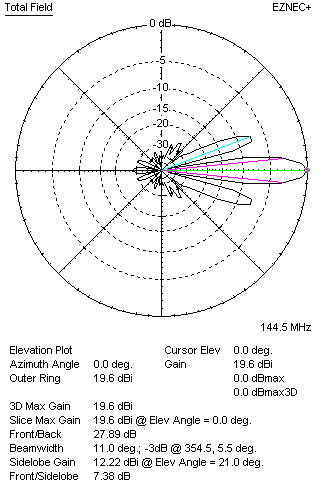 Total Field EZNEC+
0 dB
-5
-10
-15
-20
-30
144.5 MHz
Elevation Plot Cursor Elev 0.0 deg.
Azimuth Angle 0.0 deg. Gain 19.6 dBi
Outer Ring 19.6 dBi 0.0 dBmax
0.0 dBmax3D
3D Max Gain 19.6 dBi
Slice Max Gain 19.6 dBi @ Elev Angle = 0.0 deg.
Front/Back 27.89 dB
Beamwidth 11.0 deg.; -3dB @ 354.5, 5.5 deg.
Sidelobe Gain 12.22 dBi @ Elev Angle = 21.0 deg.
Front/Sidelobe 7.38 dB